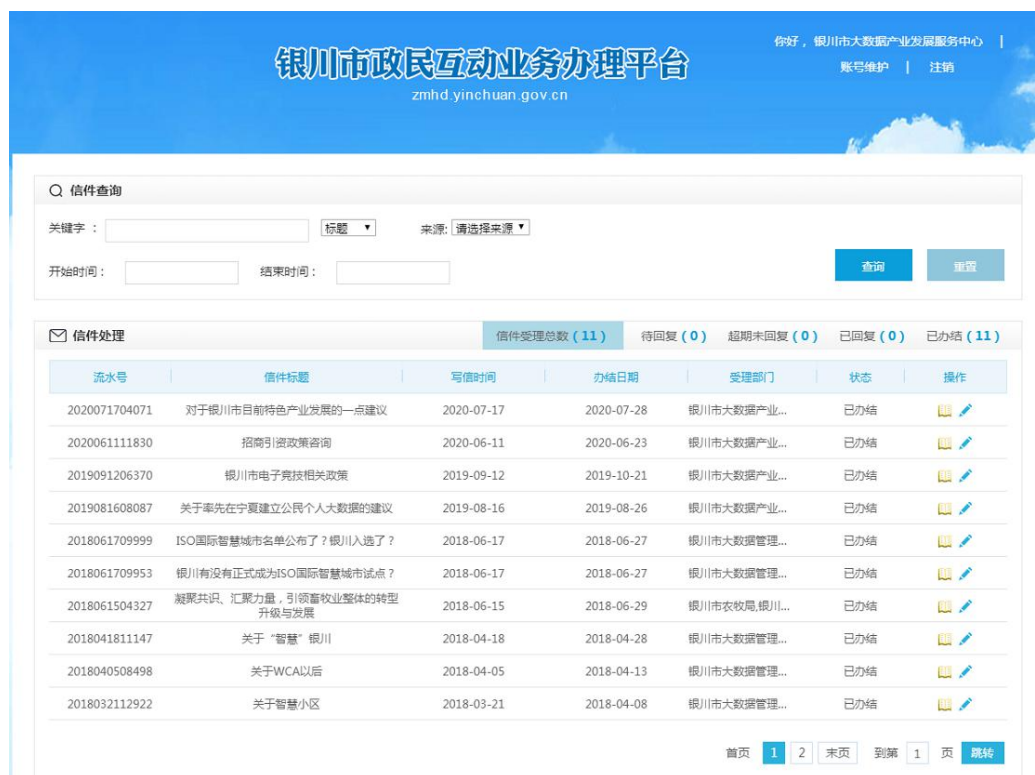 你好，银川市大数据产业发展服务中心 |
银川市政民互动业务办理平台
账号维护 | 注销
zmhd.yinchuan.gov.cn
信件查询
关键字 ： 标题 ▼ 来源: 请选择来源 ▼
开始时间： 结束时间： 查询 重置
信件处理 信件受理总数 ( 11 ) 待回复 ( 0 ) 超期未回复 ( 0 ) 已回复 ( 0 ) 已办结 ( 11 )
流水号 信件标题 写信时间 办结日期 受理部门 状态 操作
2020071704071 对于银川市目前特色产业发展的一点建议 2020-07-17 2020-07-28 银川市大数据产业... 已办结
2020061111830 招商引资政策咨询 2020-06-11 2020-06-23 银川市大数据产业... 已办结
2019091206370 银川市电子竞技相关政策 2019-09-12 2019-10-21 银川市大数据产业... 已办结
2019081608087 关于率先在宁夏建立公民个人大数据的建议 2019-08-16 2019-08-26 银川市大数据产业... 已办结
2018061709999 ISO国际智慧城市名单公布了？银川入选了？ 2018-06-17 2018-06-27 银川市大数据管理... 已办结
2018061709953 银川有没有正式成为ISO国际智慧城市试点？ 2018-06-17 2018-06-27 银川市大数据管理... 已办结
2018061504327 凝聚共识、汇聚力量，引领畜牧业整体的转型 2018-06-15 2018-06-29 银川市农牧局,银川... 已办结
升级与发展
2018041811147 关于“智慧”银川 2018-04-18 2018-04-28 银川市大数据管理... 已办结
2018040508498 关于WCA以后 2018-04-05 2018-04-13 银川市大数据管理... 已办结
2018032112922 关于智慧小区 2018-03-21 2018-04-08 银川市大数据管理... 已办结
首页 1 2 末页 到第 1 页 跳转